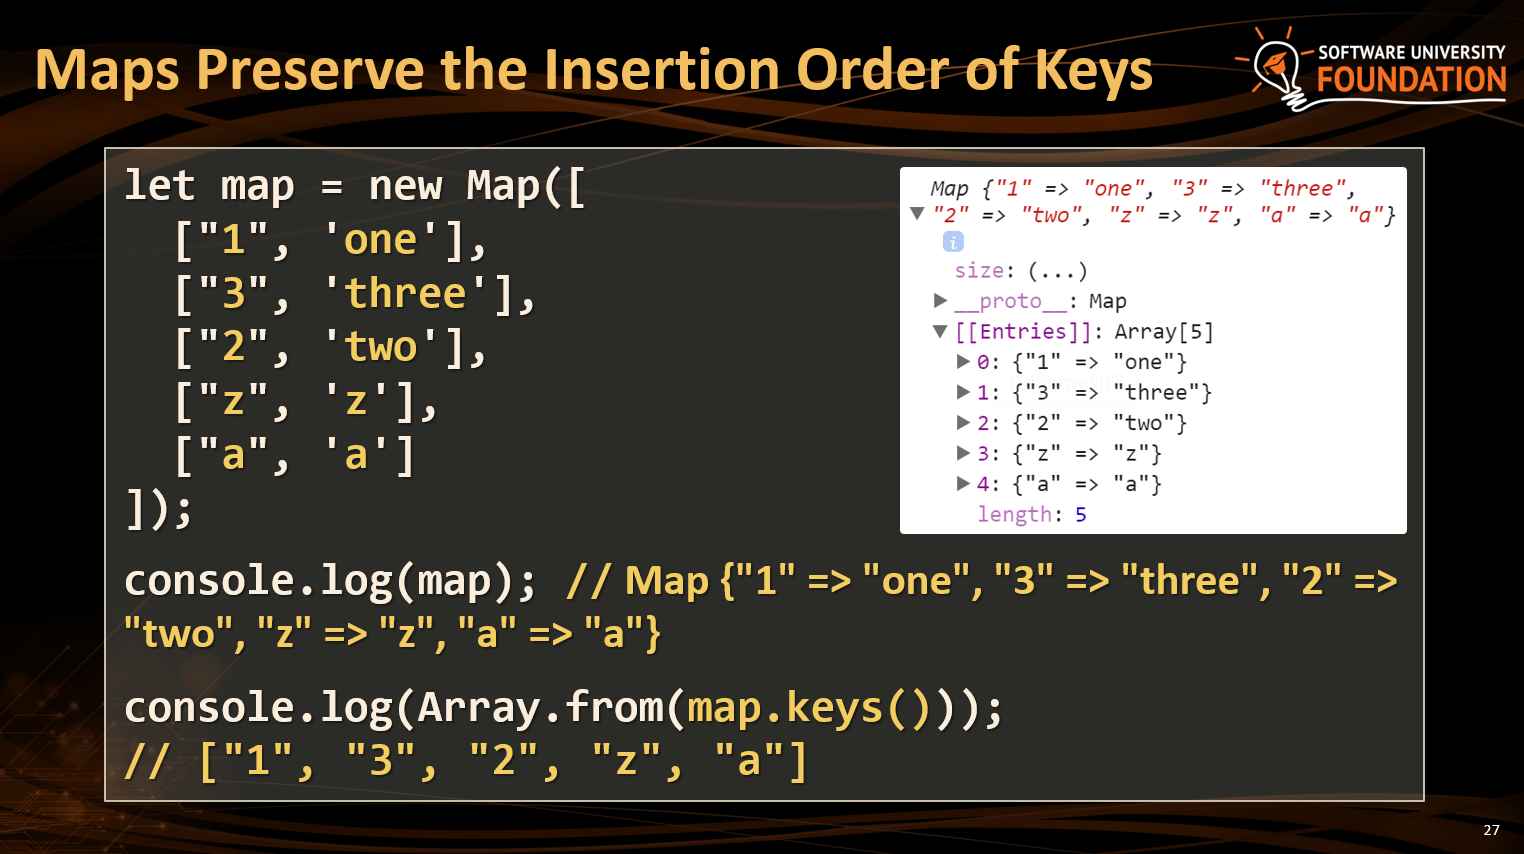 Maps Preserve the Insertion Order of Keys
SOFTWARE UNIVERSITY
FOUNDATION
let map = new Map([
  ["1", 'one'],
  ["3", 'three'],
  ["2", 'two'],
  ["z", 'z'],
  ["a", 'a']
]);
Map {"1" => "one", "3" => "three",
▼ "2" => "two", "z" => "z", "a" => "a"}
i
size: (...)
▶ __proto__: Map
▼ [[Entries]]: Array[5]
▶ 0: {"1" => "one"}
▶ 1: {"3" => "three"}
▶ 2: {"2" => "two"}
▶ 3: {"z" => "z"}
▶ 4: {"a" => "a"}
length: 5
console.log(map); // Map {"1" => "one", "3" => "three", "2" =>
"two", "z" => "z", "a" => "a"}
console.log(Array.from(map.keys()));
// ["1", "3", "2", "z", "a"]
27